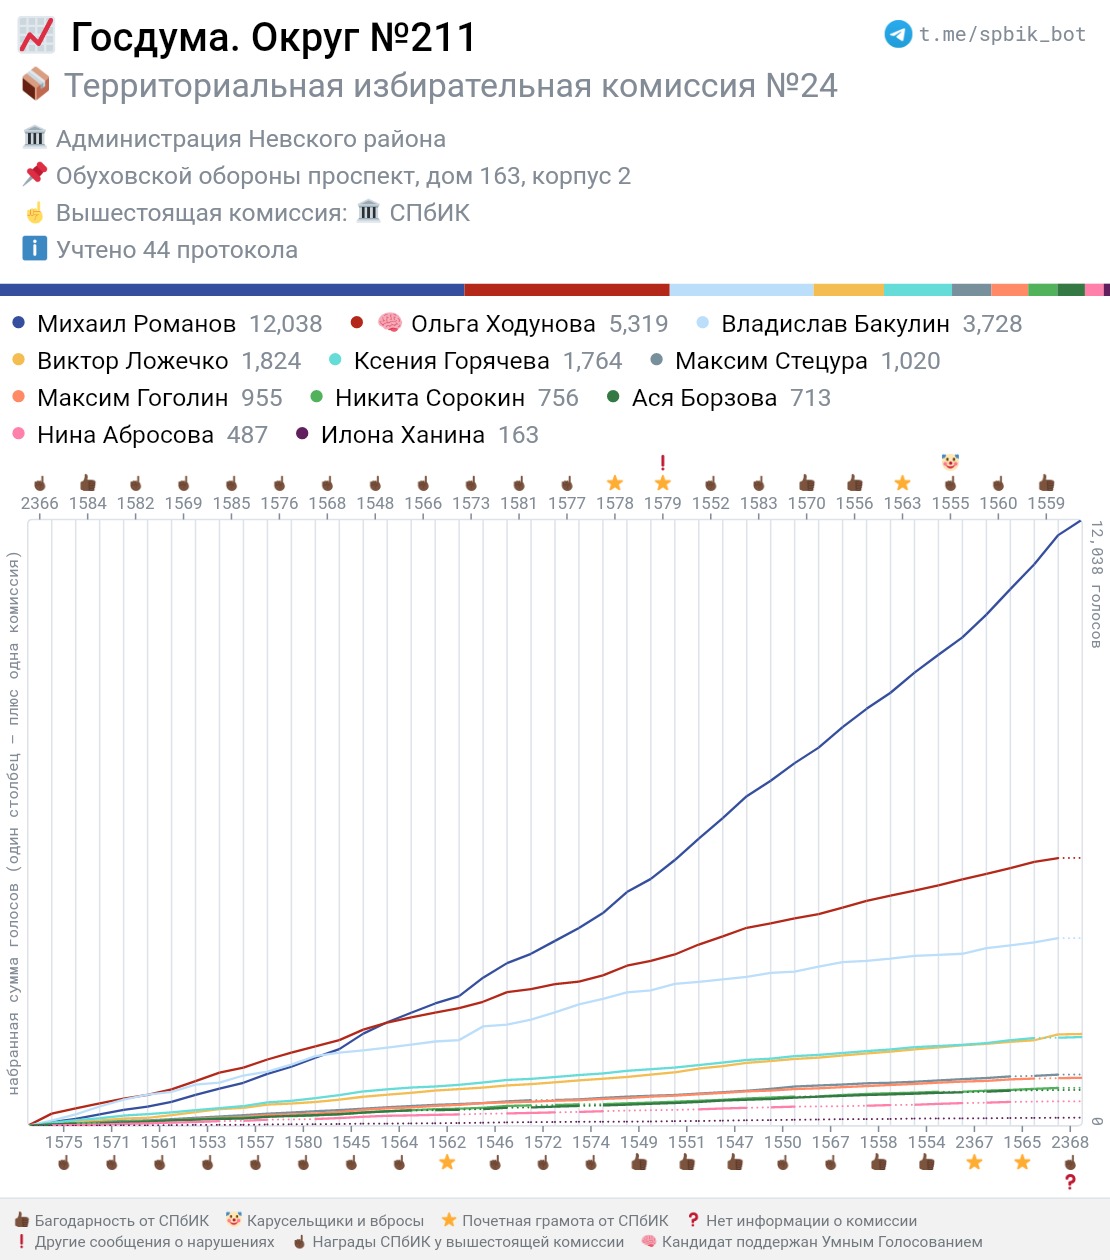 Госдума. Округ №211
t.me/spbik_bot
Территориальная избирательная комиссия №24
Администрация Невского района
Обуховской обороны проспект, дом 163, корпус 2
Вышестоящая комиссия: СПбИК
Учтено 44 протокола
Михаил Романов 12,038 Ольга Ходунова 5,319 Владислав Бакулин 3,728
Виктор Ложечко 1,824 Ксения Горячева 1,764 Максим Стецура 1,020
Максим Гоголин 955 Никита Сорокин 756 Ася Борзова 713
Нина Абросова 487 Илона Ханина 163
2366 1584 1582 1569 1585 1576 1568 1548 1566 1573 1581 1577 1578 1579 1552 1583 1570 1556 1563 1555 1560 1559
набранная сумма голосов (один столбец — плюс одна комиссия)
12,038 голосов
0
1575 1571 1561 1553 1557 1580 1545 1564 1562 1546 1572 1574 1549 1551 1547 1550 1567 1558 1554 2367 1565 2368
Багодарность от СПбИК Карусельщики и вбросы Почетная грамота от СПбИК Нет информации о комиссии
Другие сообщения о нарушениях Награды СПбИК у вышестоящей комиссии Кандидат поддержан Умным Голосованием